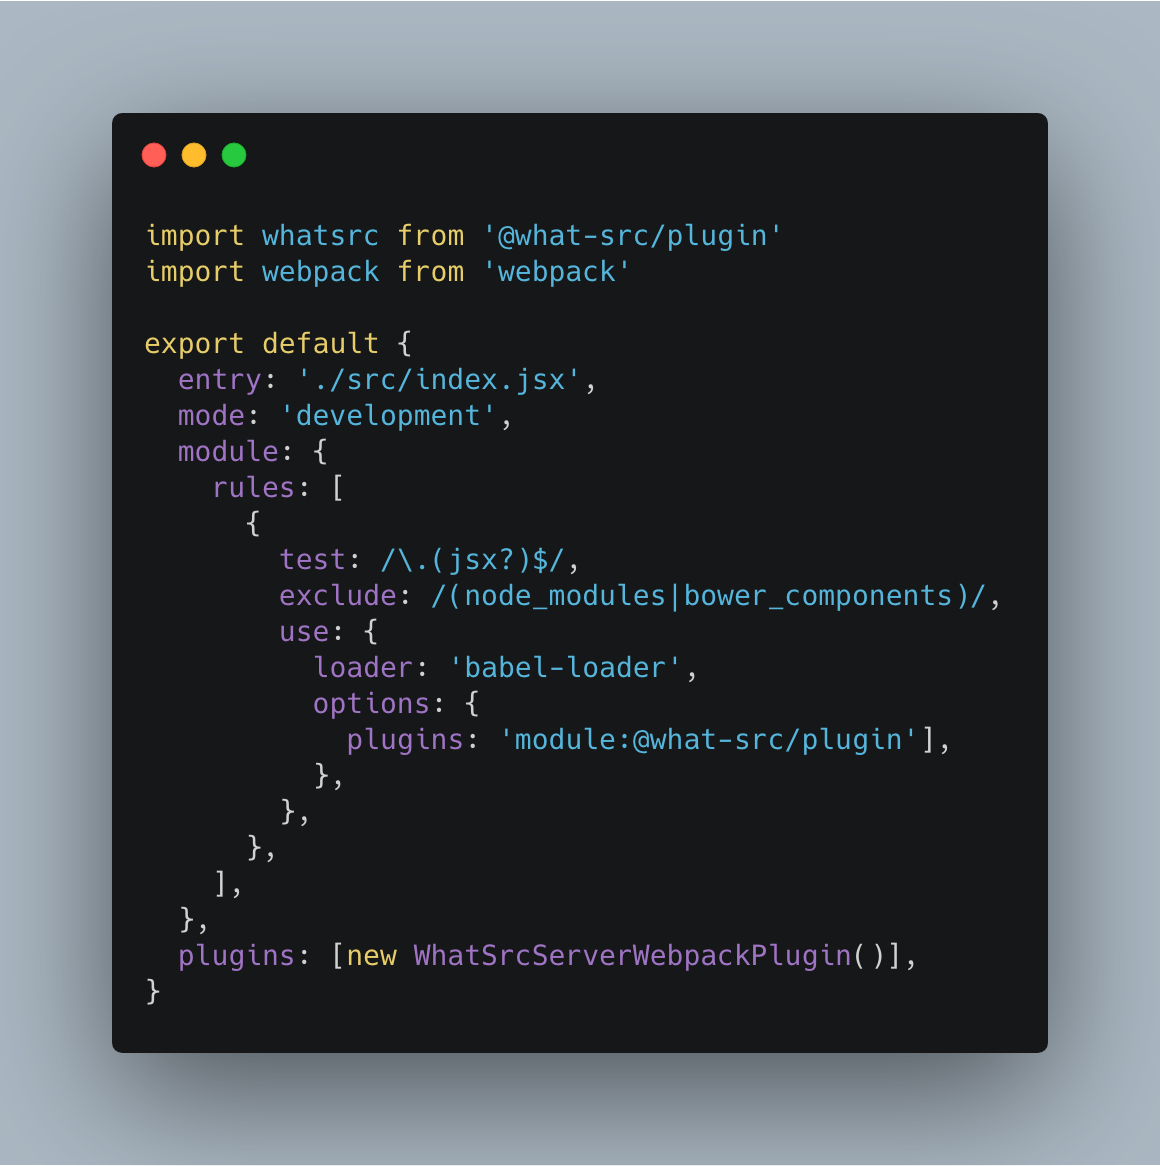 import whatsrc from '@what-src/plugin'
import webpack from 'webpack'

export default {
  entry: './src/index.jsx',
  mode: 'development',
  module: {
    rules: [
      {
        test: /\.(jsx?)$/,
        exclude: /(node_modules|bower_components)/,
        use: {
          loader: 'babel-loader',
          options: {
            plugins: 'module:@what-src/plugin'],
          },
        },
      },
    ],
  },
  plugins: [new WhatSrcServerWebpackPlugin()],
}